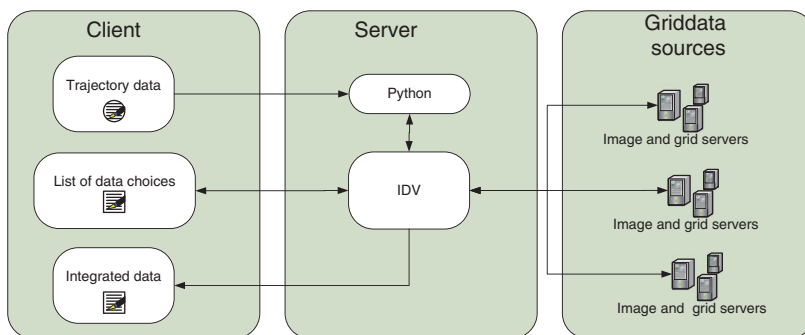 Client
Server
Griddata
sources
Trajectory data
Python
Image and grid servers
List of data choices
IDV
Image and grid servers
Integrated data
Image and grid servers